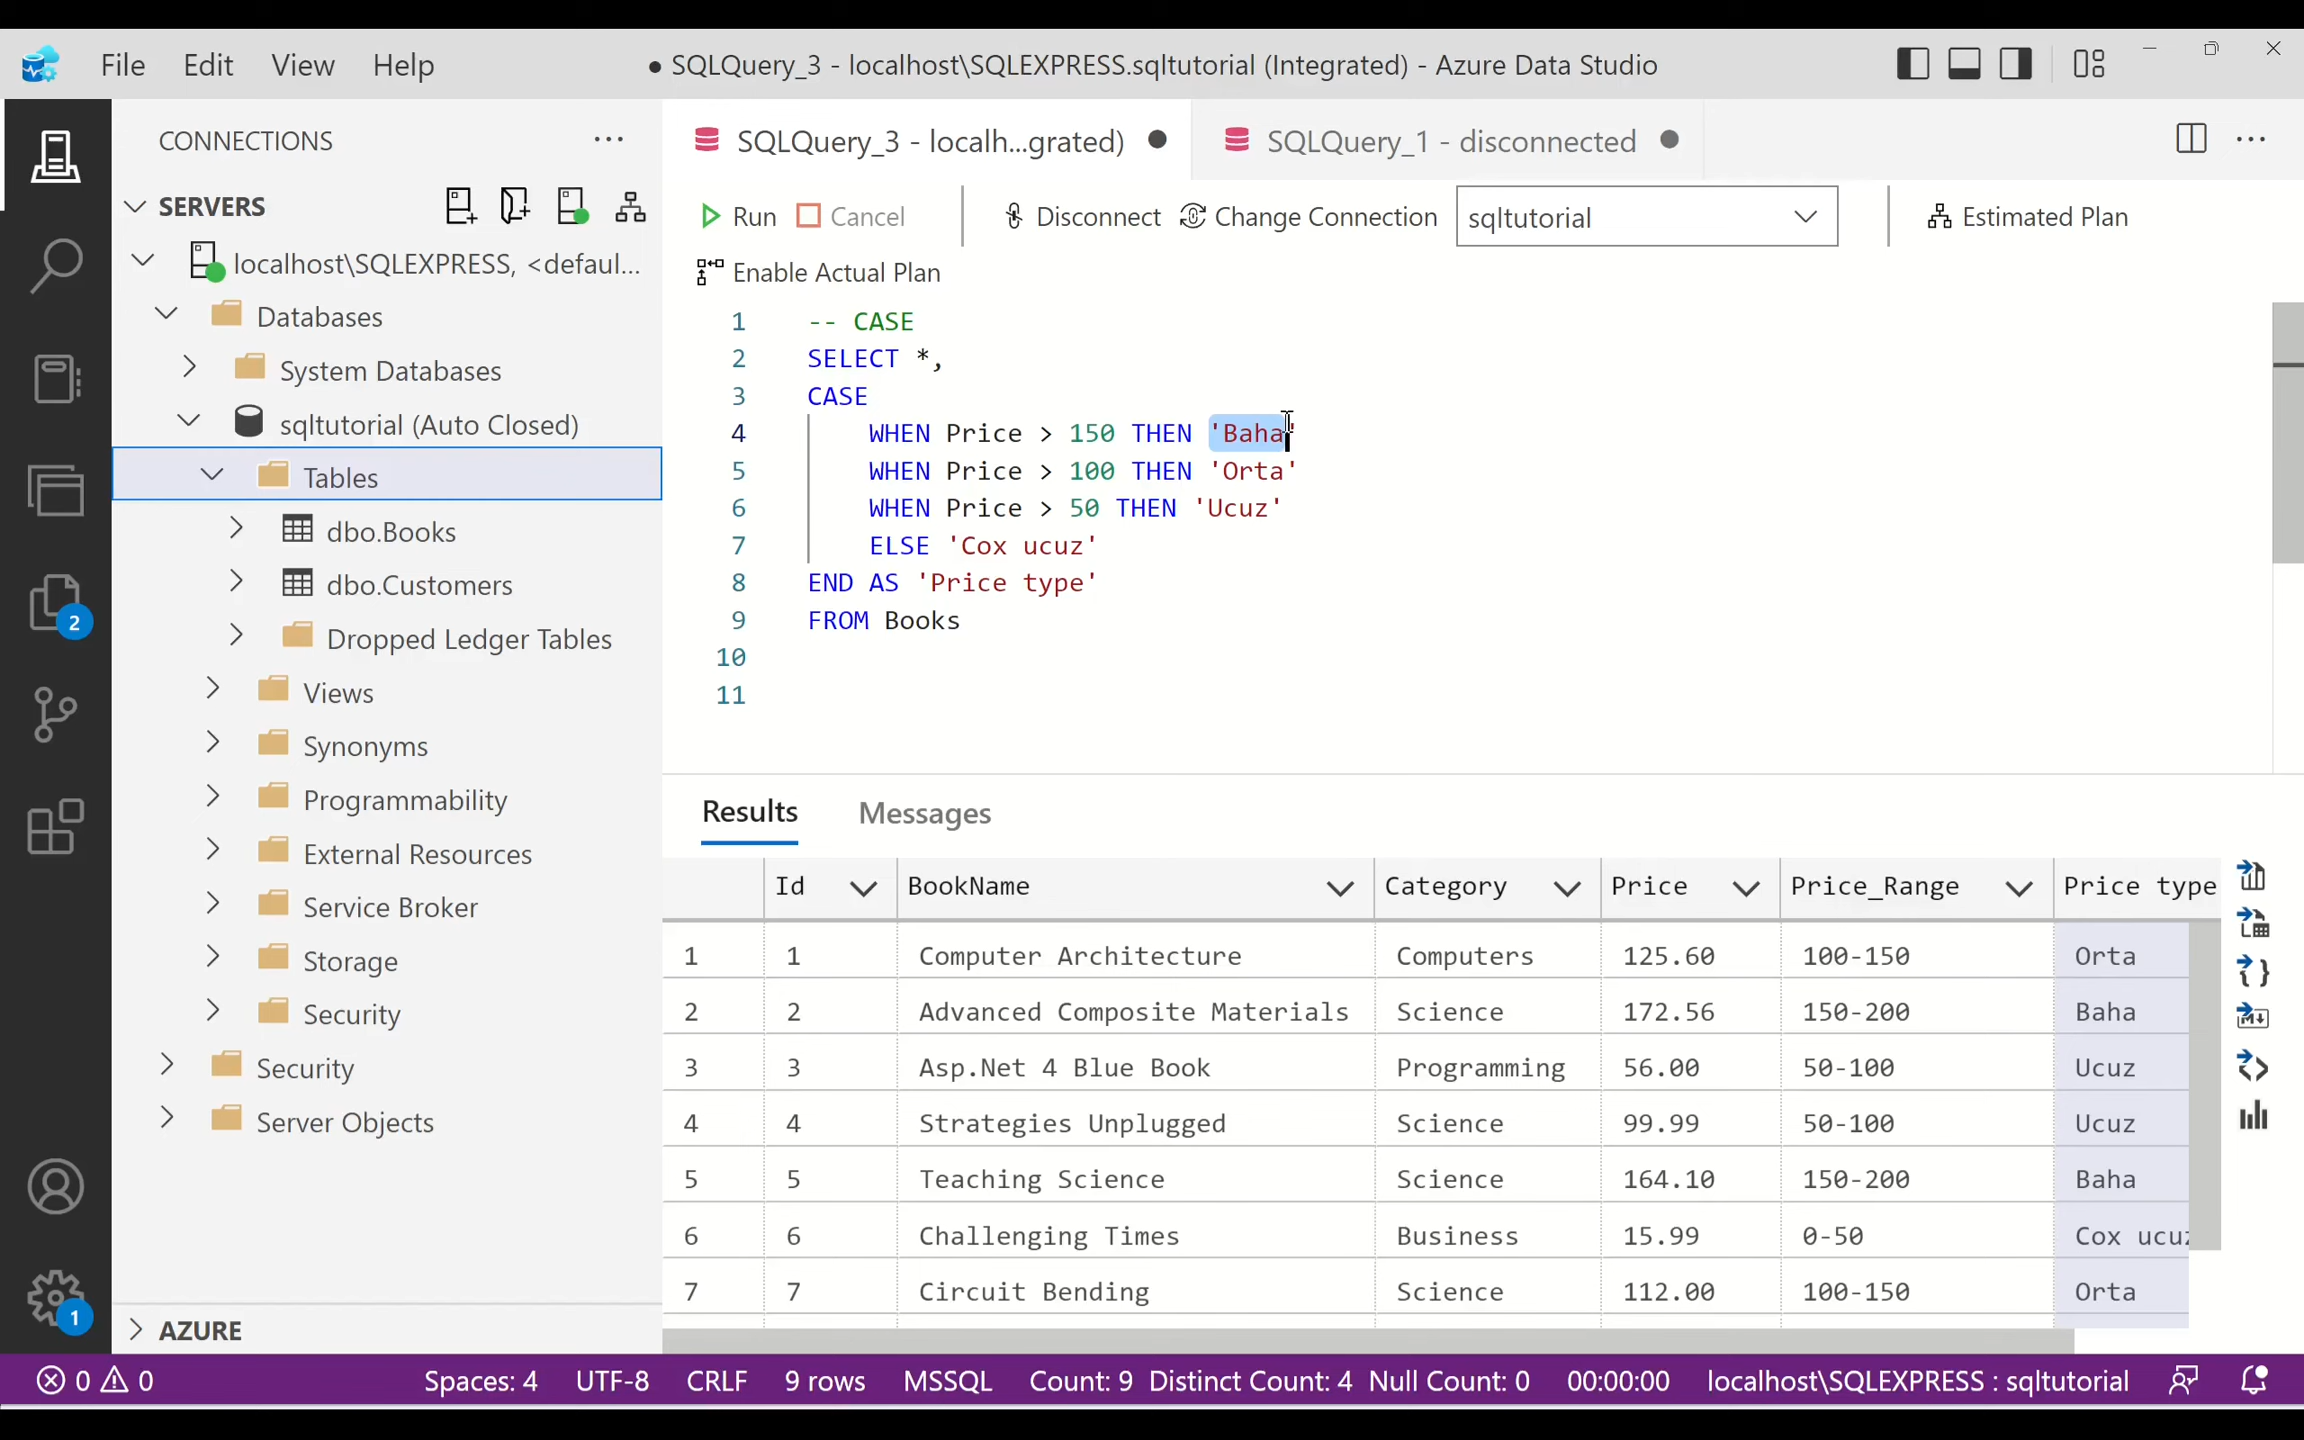 File Edit View Help
● SQLQuery_3 - localhost\SQLEXPRESS.sqltutorial (Integrated) - Azure Data Studio
CONNECTIONS
SERVERS
localhost\SQLEXPRESS, <defaul...
Databases
System Databases
sqltutorial (Auto Closed)
Tables
dbo.Books
dbo.Customers
Dropped Ledger Tables
Views
Synonyms
Programmability
External Resources
Service Broker
Storage
Security
Security
Server Objects
AZURE
2
1
SQLQuery_3 - localh...grated)
SQLQuery_1 - disconnected
Run Cancel Disconnect Change Connection sqltutorial Estimated Plan
Enable Actual Plan
1 -- CASE
2 SELECT *,
3 CASE
4 WHEN Price > 150 THEN 'Baha'
5 WHEN Price > 100 THEN 'Orta'
6 WHEN Price > 50 THEN 'Ucuz'
7 ELSE 'Cox ucuz'
8 END AS 'Price type'
9 FROM Books
10
11
Results Messages
Id BookName Category Price Price_Range Price type
1 1 Computer Architecture Computers 125.60 100-150 Orta
2 2 Advanced Composite Materials Science 172.56 150-200 Baha
3 3 Asp.Net 4 Blue Book Programming 56.00 50-100 Ucuz
4 4 Strategies Unplugged Science 99.99 50-100 Ucuz
5 5 Teaching Science Science 164.10 150-200 Baha
6 6 Challenging Times Business 15.99 0-50 Cox ucuz
7 7 Circuit Bending Science 112.00 100-150 Orta
0 0 Spaces: 4 UTF-8 CRLF 9 rows MSSQL Count: 9 Distinct Count: 4 Null Count: 0 00:00:00 localhost\SQLEXPRESS : sqltutorial